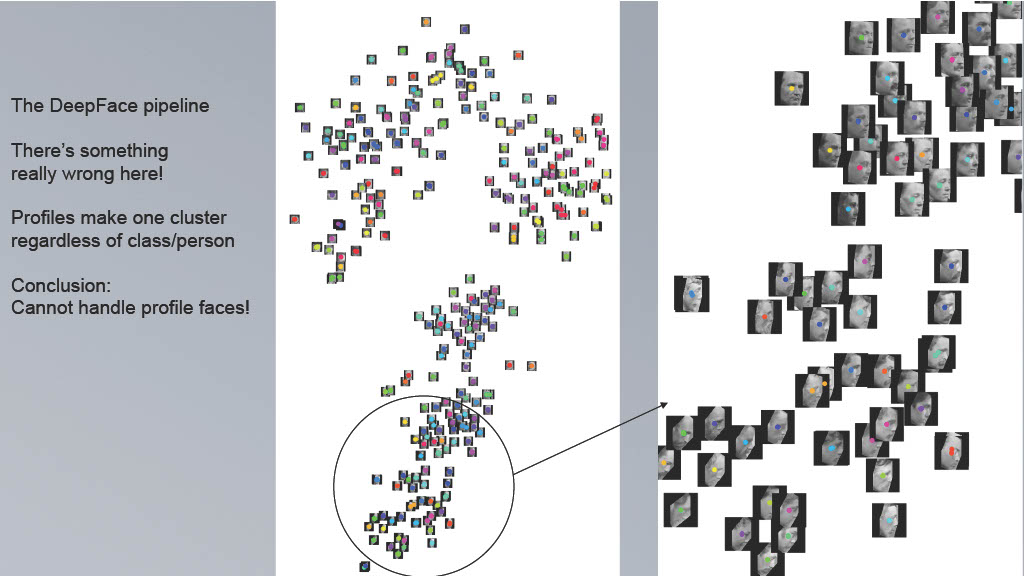 The DeepFace pipeline
There’s something
really wrong here!
Profiles make one cluster
regardless of class/person
Conclusion:
Cannot handle profile faces!